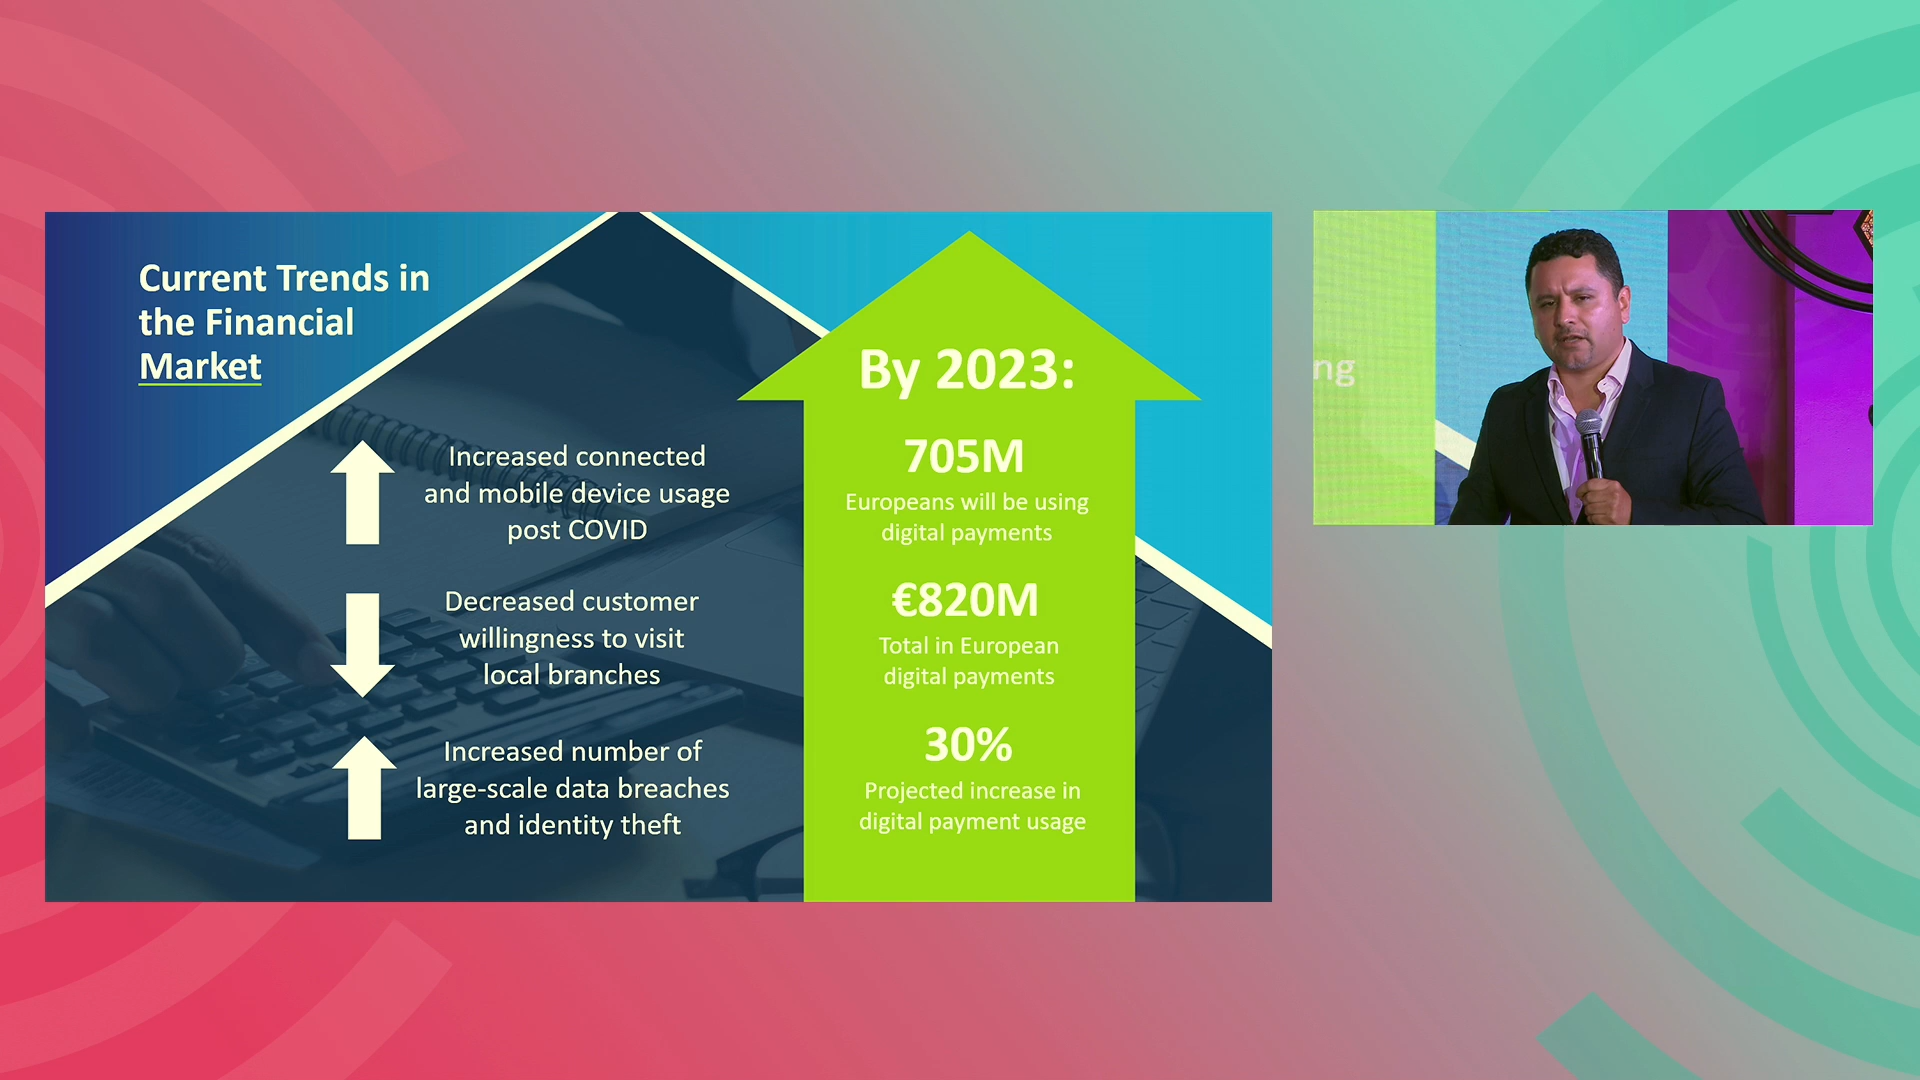 Current Trends in
the Financial
Market
Increased connected
and mobile device usage
post COVID
Decreased customer
willingness to visit
local branches
Increased number of
large-scale data breaches
and identity theft
By 2023:
705M
Europeans will be using
digital payments
€820M
Total in European
digital payments
30%
Projected increase in
digital payment usage
ng